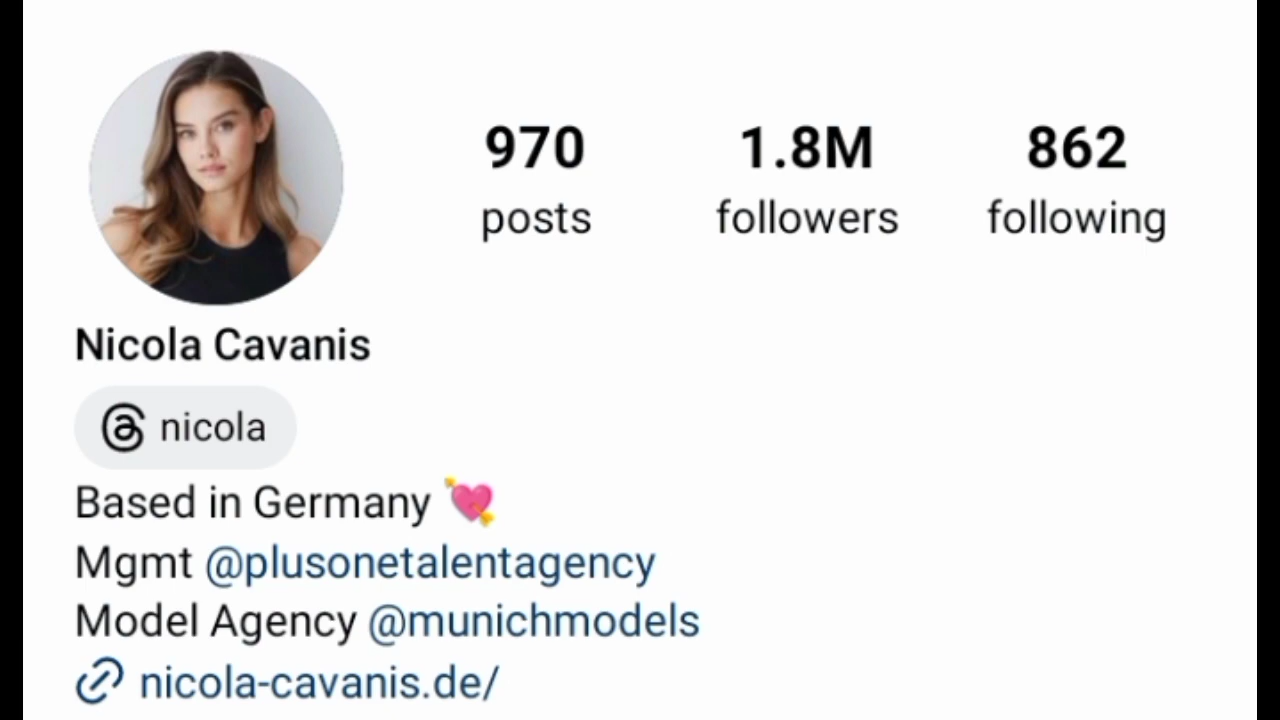 970 1.8M 862
posts followers following
Nicola Cavanis
nicola
Based in Germany 💘
Mgmt @plusonetalentagency
Model Agency @munichmodels
nicola-cavanis.de/